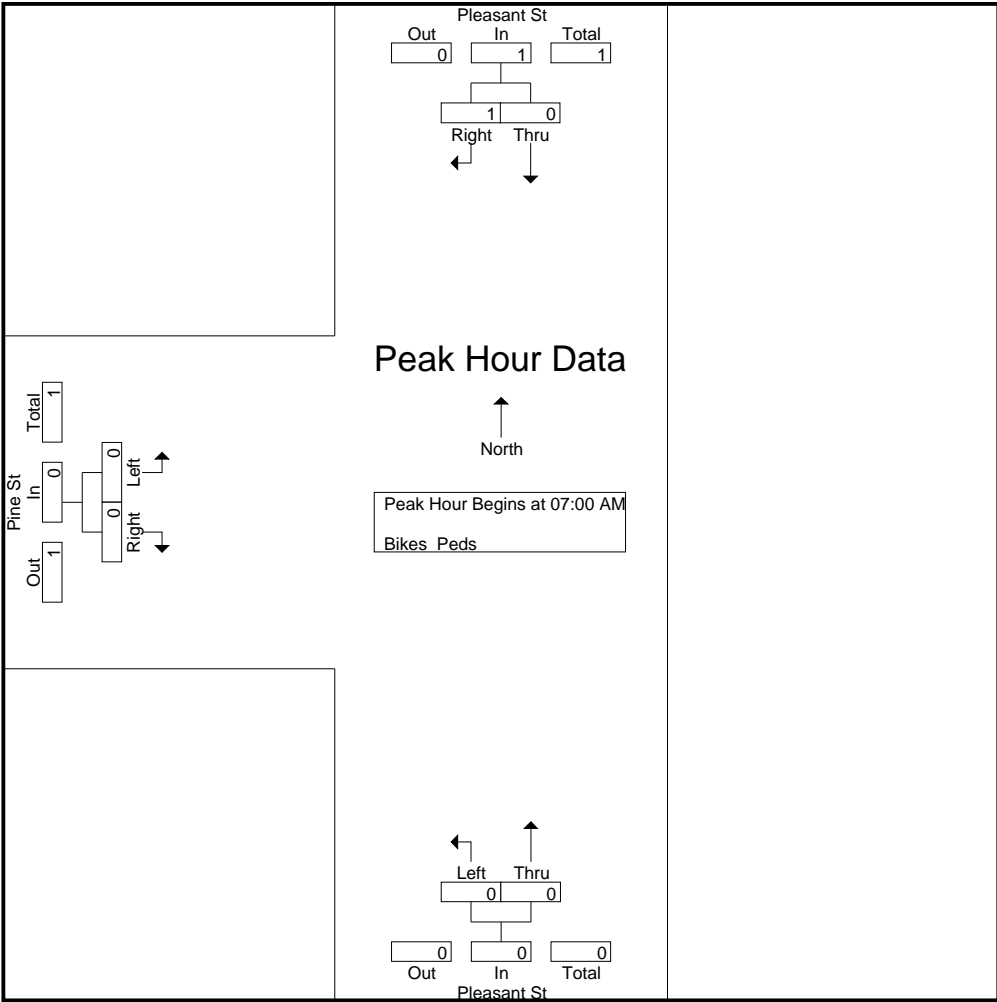 Pleasant St
Out In Total
0 1 1
1 0
Right Thru
Peak Hour Data
North
Peak Hour Begins at 07:00 AM
Bikes Peds
Pine St
Total
1
In
0
Out
1
Left
0
Right
0
Left Thru
0 0
0 0 0
Out In Total
Pleasant St